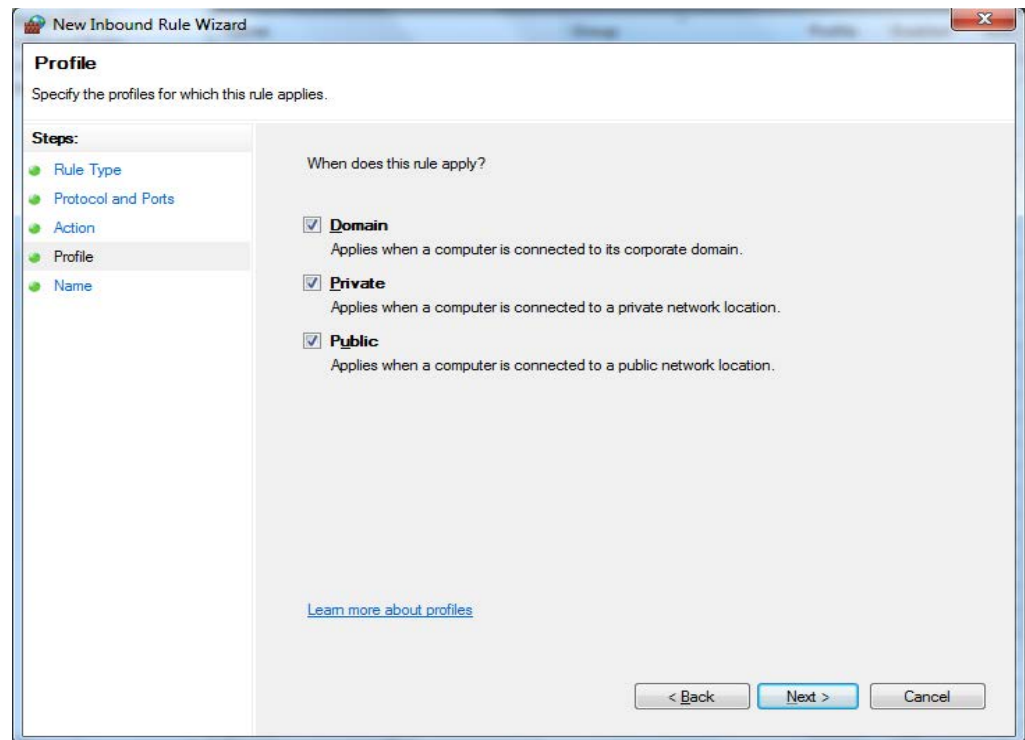 New Inbound Rule Wizard
Profile
Specify the profiles for which this rule applies.
Steps:
Rule Type
Protocol and Ports
Action
Profile
Name
When does this rule apply?
Domain
Applies when a computer is connected to its corporate domain.
Private
Applies when a computer is connected to a private network location.
Public
Applies when a computer is connected to a public network location.
Learn more about profiles
< Back
Next >
Cancel